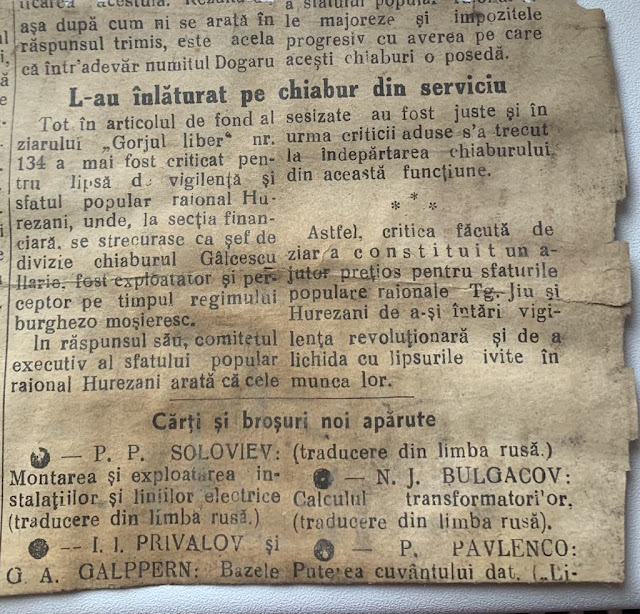 așa după cum ni se arată în
răspunsul trimis, este acela
că într'adevăr numitul Dogaru
a sfatului popular
le majoreze și impozitele
progresiv cu averea pe care
acești chiaburi o posedă.
L-au înlăturat pe chiabur din serviciu
Tot în articolul de fond al
ziarului „Gorjul liber" nr.
134 a mai fost criticat pen-
tru lipsă de vigilență și
sfatul popular raional Hu-
rezani, unde, la secția finan-
ciară, se strecurase ca șef de
divizie chiaburul Gâlcescu
Ilarie, fost exploatator și per-
ceptor pe timpul regimului
burghezo moșieresc.
In răspunsul său, comitetul
executiv al sfatului popular
raional Hurezani arată că cele
sesizate au fost juste și în
urma criticii aduse s'a trecut
la îndepărtarea chiaburului
din această funcțiune.
* * *
Astfel, critica făcută de
ziar a constituit un a-
jutor prețios pentru sfaturile
populare raionale Tg.-Jiu și
Hurezani de a-și întări vigi-
lența revoluționară și de a
lichida cu lipsurile ivite în
munca lor.
Cărți și broșuri noi apărute
— P. P. SOLOVIEV:
Montarea și exploatarea in-
stalațiilor și liniilor electrice
(traducere din limba rusă.)
-- I. I. PRIVALOV și
G. A. GALPPERN: Bazele
(traducere din limba rusă.)
— N. J. BULGACOV:
Calculul transformatori'or,
(traducere din limba rusă).
— P. PAVLENCO:
Puterea cuvântului dat. („Li-